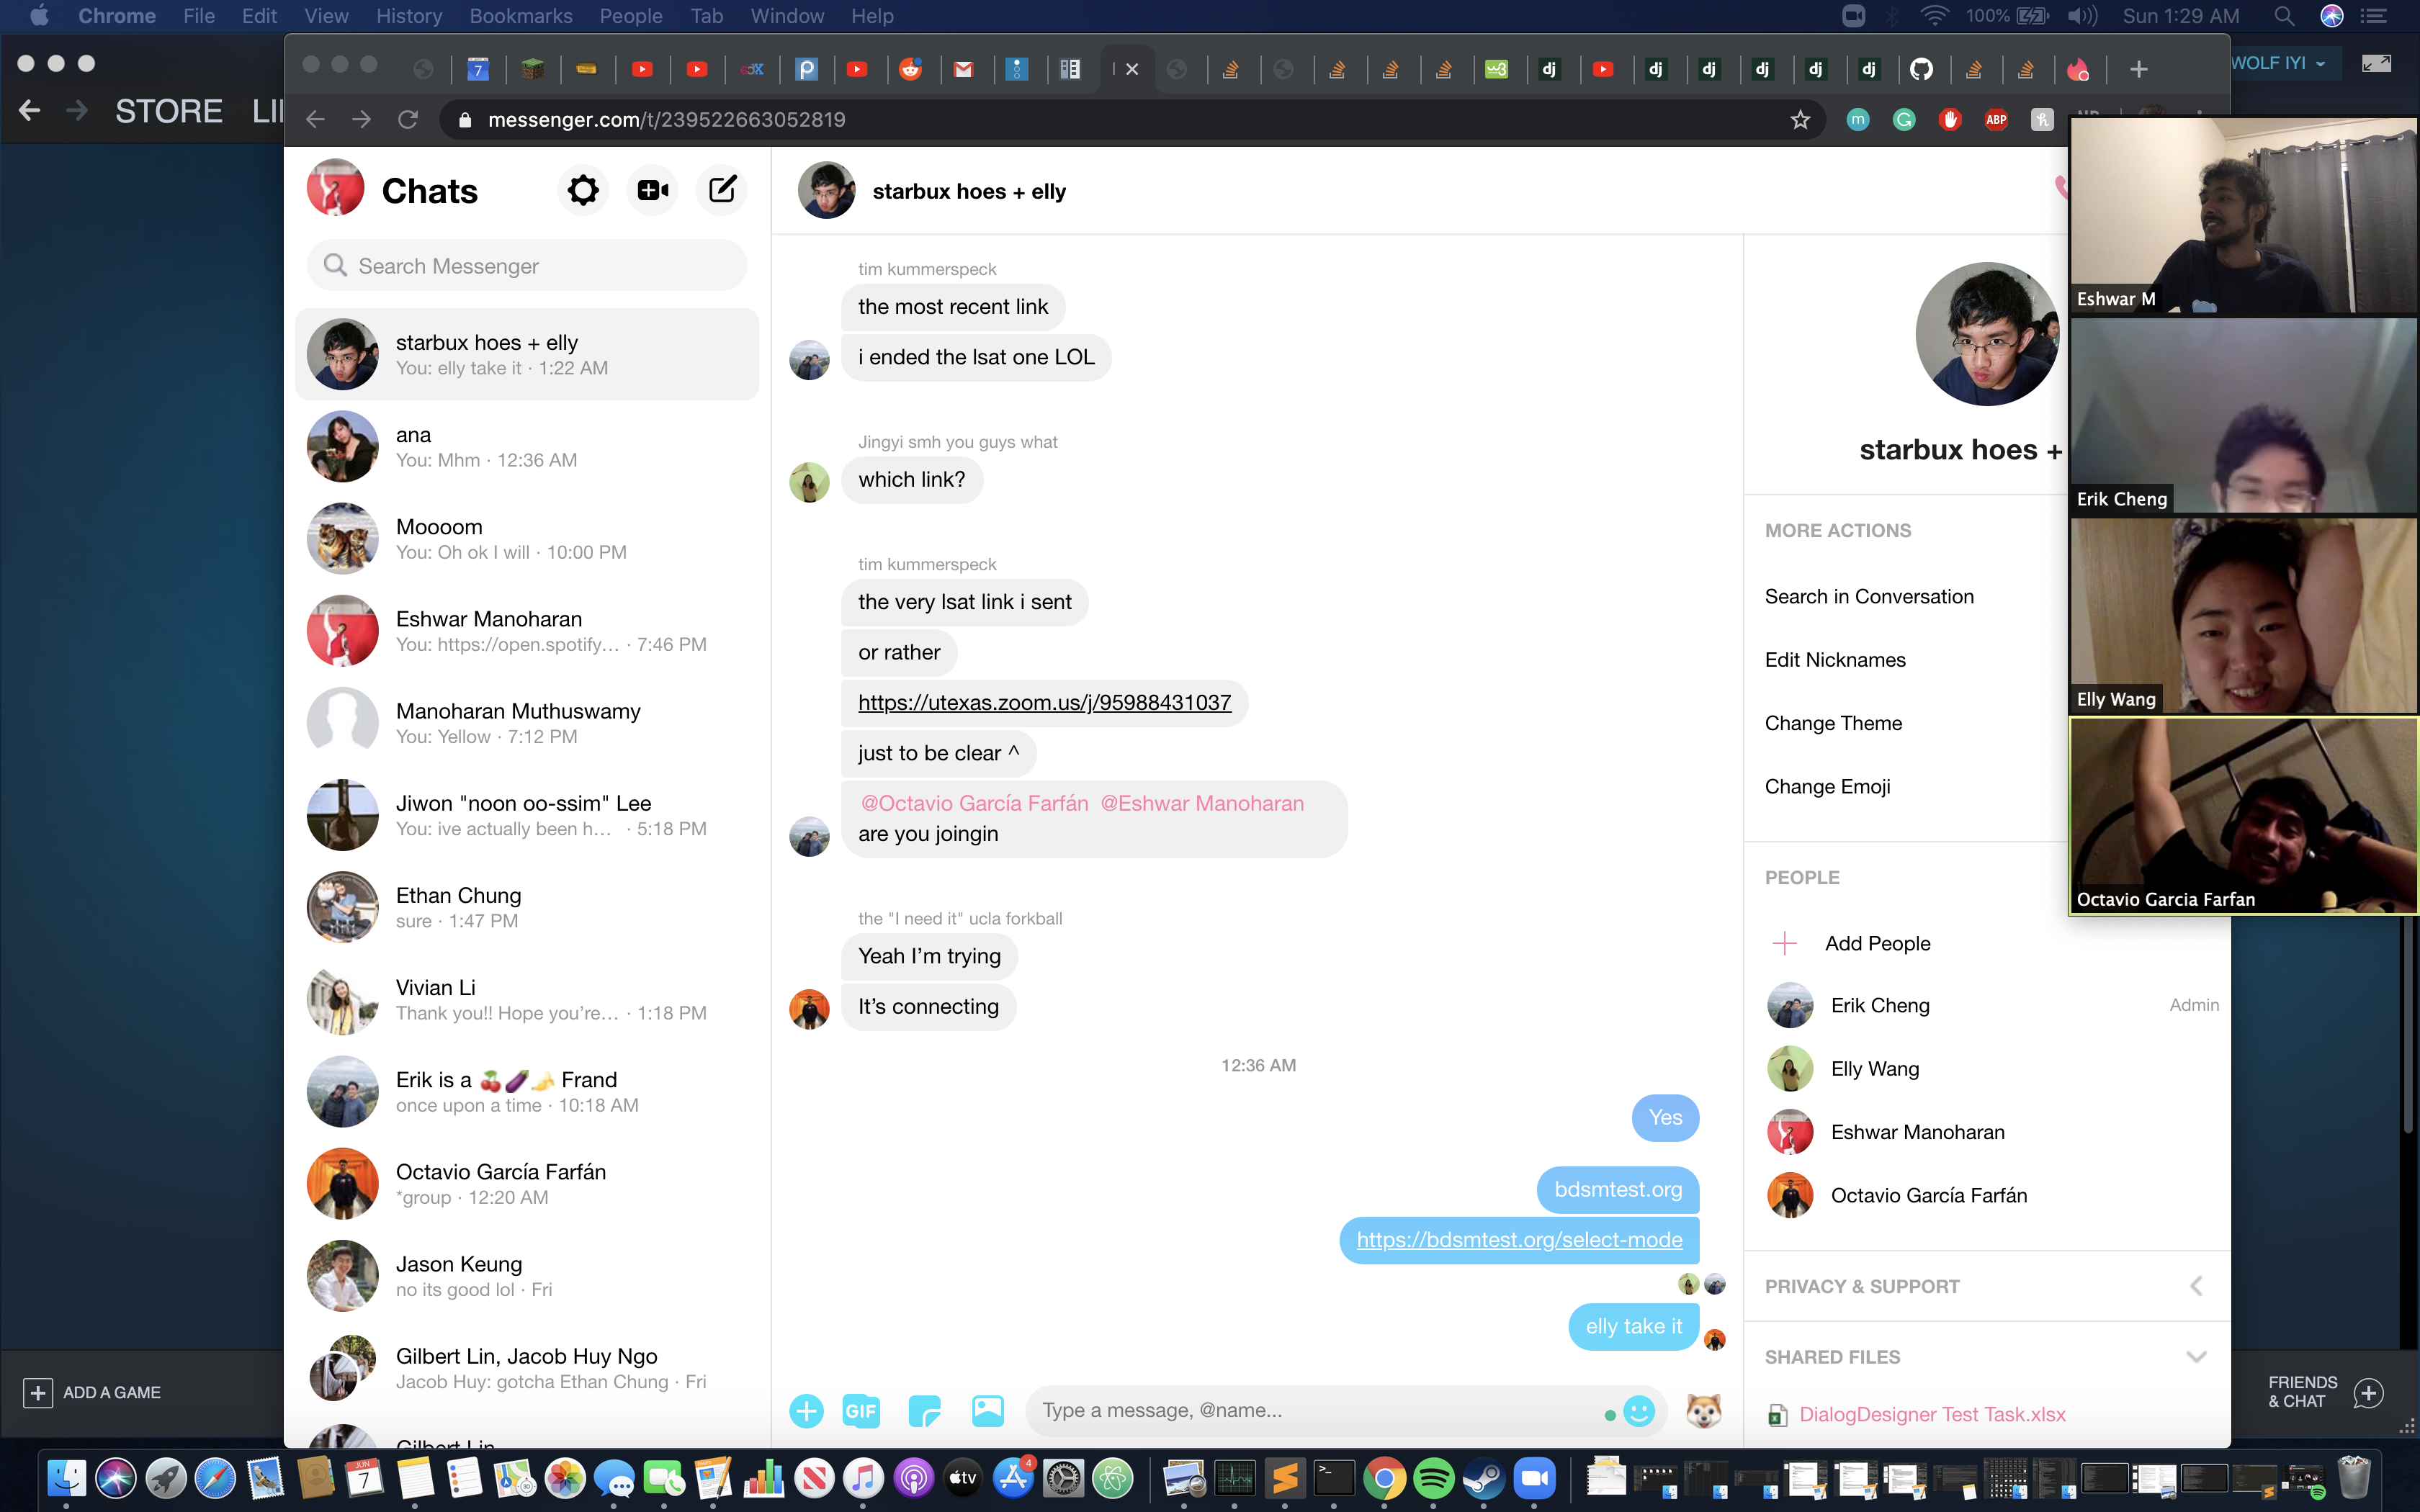 Chrome File Edit View History Bookmarks People Tab Window Help
100% Sun 1:29 AM
STORE LI
WOLF IYI
messenger.com/t/239522663052819
ABP
Chats
Search Messenger
starbux hoes + elly
You: elly take it · 1:22 AM
ana
You: Mhm · 12:36 AM
Moooom
You: Oh ok I will · 10:00 PM
Eshwar Manoharan
You: https://open.spotify... · 7:46 PM
Manoharan Muthuswamy
You: Yellow · 7:12 PM
Jiwon "noon oo-ssim" Lee
You: ive actually been h... · 5:18 PM
Ethan Chung
sure · 1:47 PM
Vivian Li
Thank you!! Hope you're... · 1:18 PM
Erik is a 🍒🍆🍌 Frand
once upon a time · 10:18 AM
Octavio García Farfán
*group · 12:20 AM
Jason Keung
no its good lol · Fri
Gilbert Lin, Jacob Huy Ngo
Jacob Huy: gotcha Ethan Chung · Fri
Gilbert Lin
starbux hoes + elly
tim kummerspeck
the most recent link
i ended the lsat one LOL
Jingyi smh you guys what
which link?
tim kummerspeck
the very lsat link i sent
or rather
https://utexas.zoom.us/j/95988431037
just to be clear ^
@Octavio García Farfán @Eshwar Manoharan
are you joingin
the "I need it" ucla forkball
Yeah I'm trying
It's connecting
12:36 AM
Yes
bdsmtest.org
https://bdsmtest.org/select-mode
elly take it
GIF
Type a message, @name...
starbux hoes +
MORE ACTIONS
Search in Conversation
Edit Nicknames
Change Theme
Change Emoji
PEOPLE
Add People
Erik Cheng Admin
Elly Wang
Eshwar Manoharan
Octavio García Farfán
PRIVACY & SUPPORT
SHARED FILES
DialogDesigner Test Task.xlsx
Eshwar M
Erik Cheng
Elly Wang
Octavio Garcia Farfan
ADD A GAME
FRIENDS
& CHAT
JUN
7
tv
4